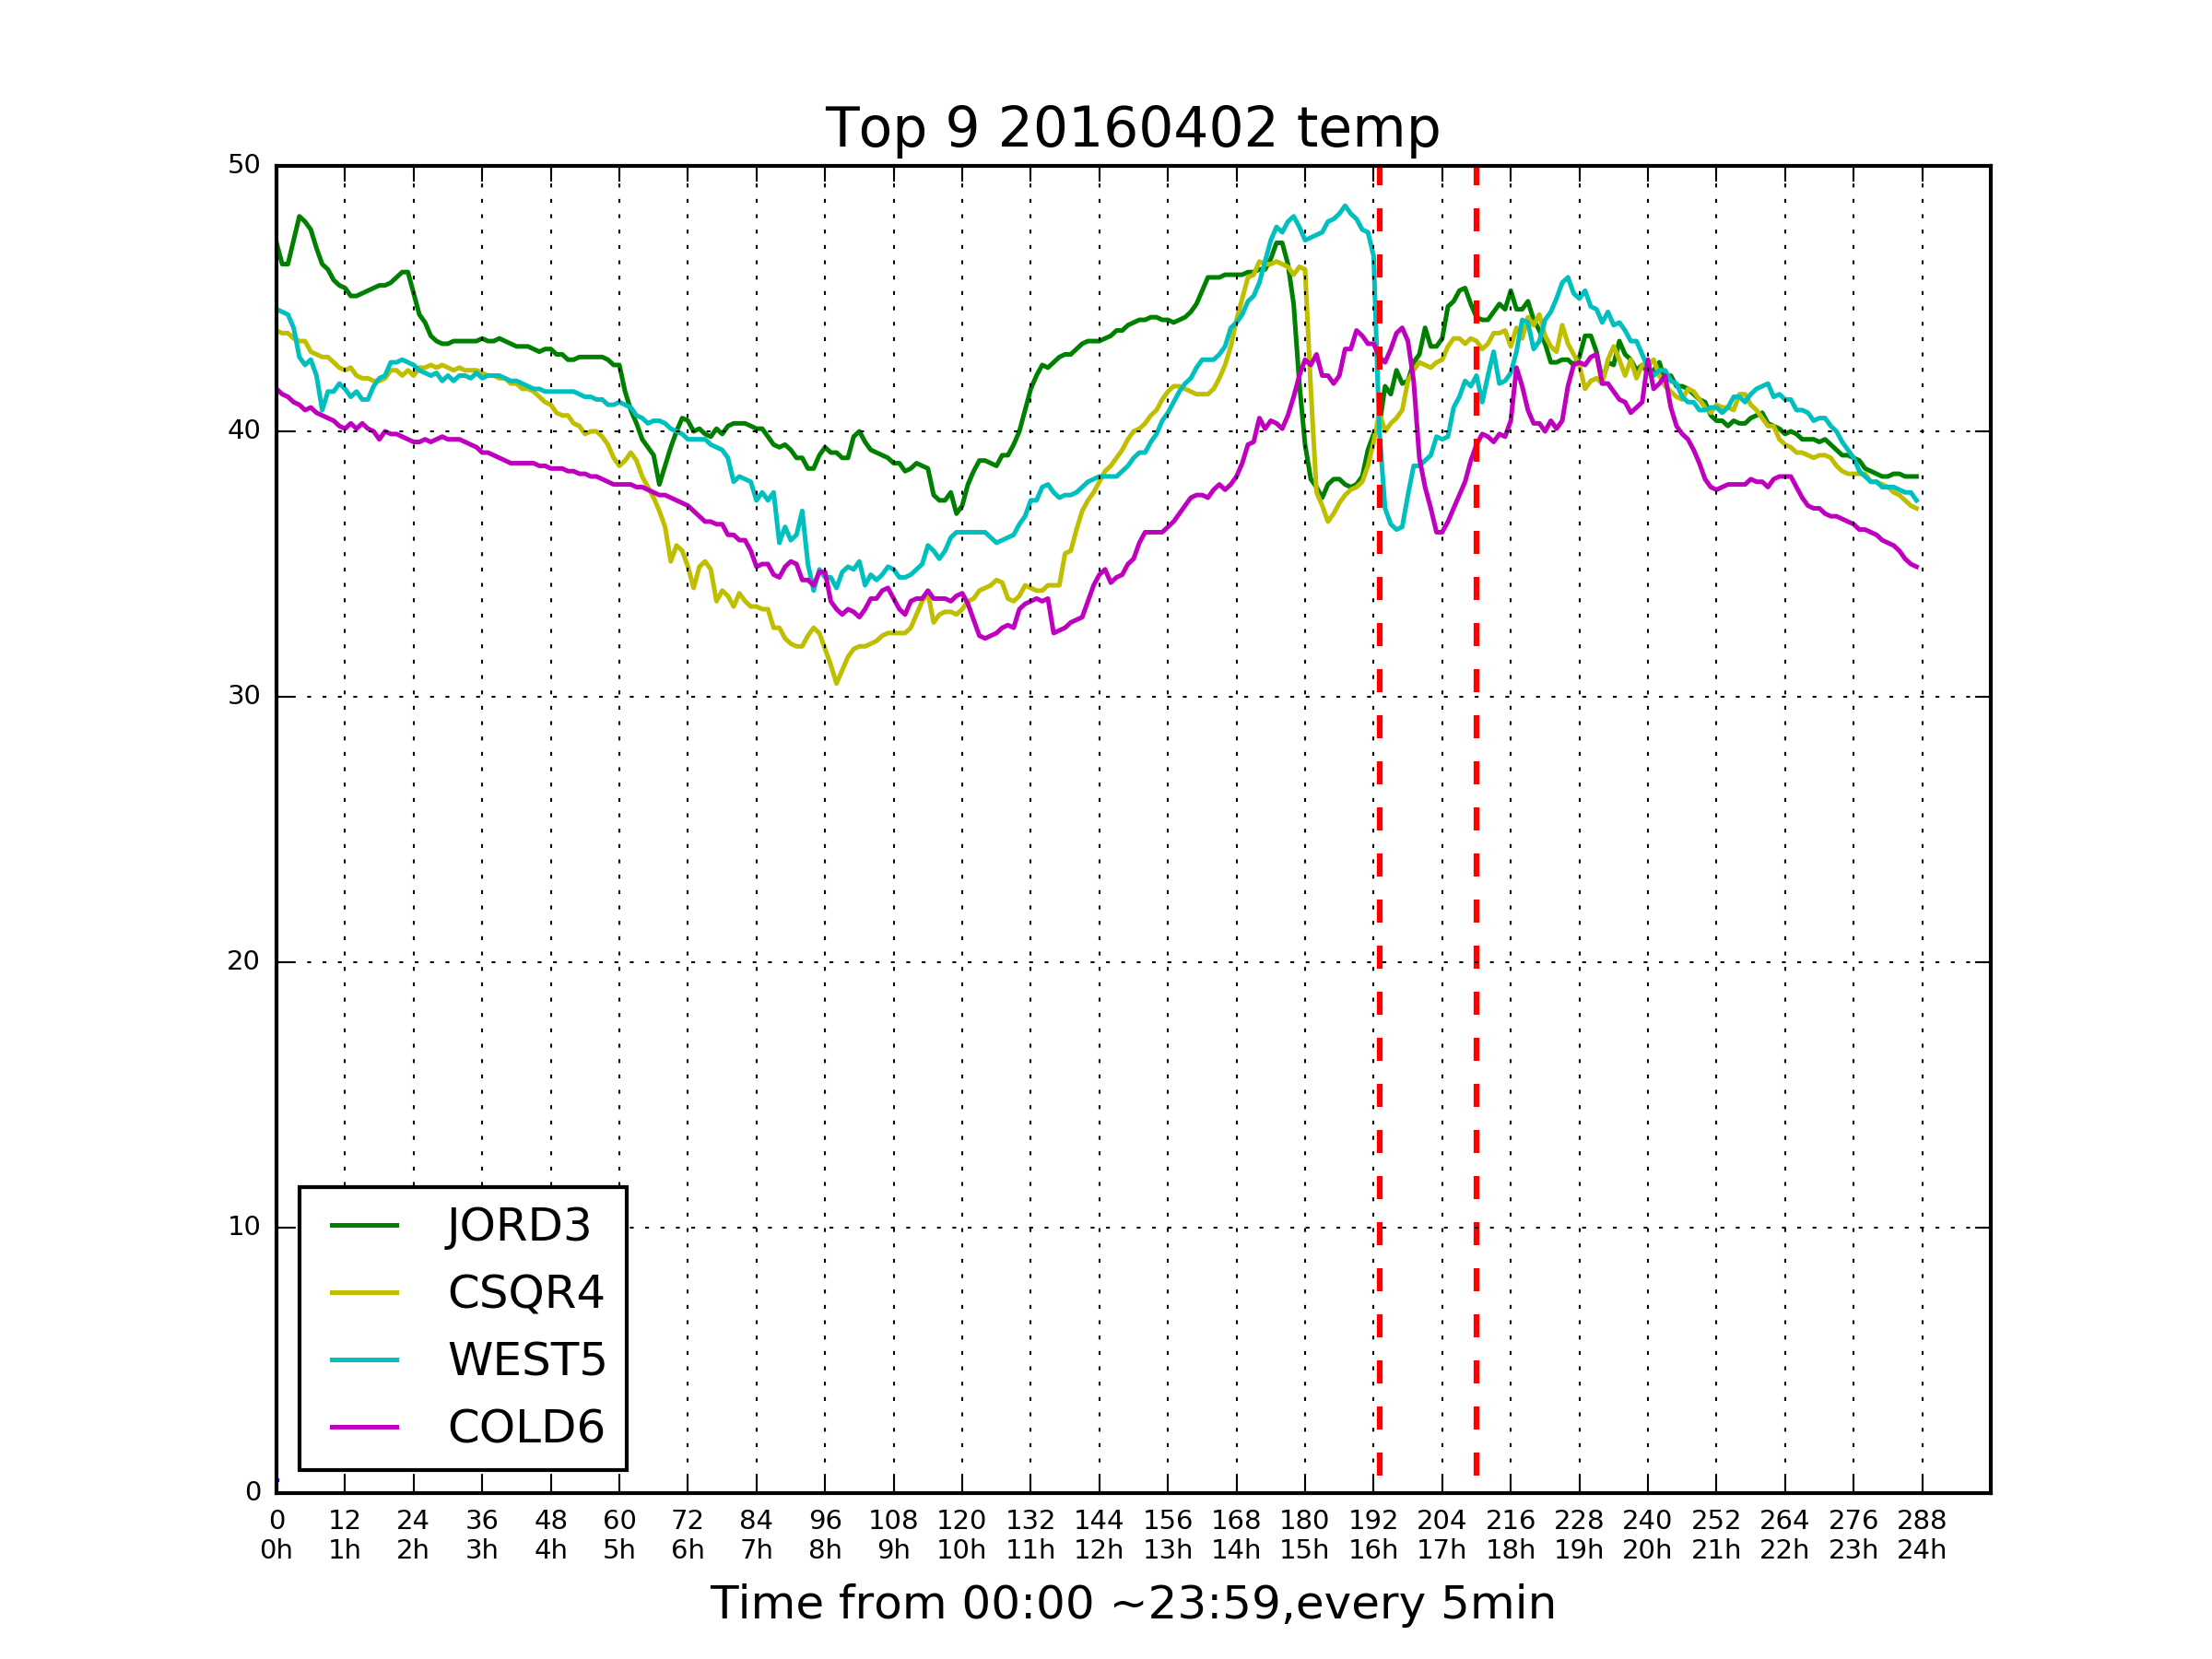 Top 9 20160402 temp
50
40
30
20
10
0
JORD3
CSQR4
WEST5
COLD6
0 12 24 36 48 60 72 84 96 108 120 132 144 156 168 180 192 204 216 228 240 252 264 276 288
0h 1h 2h 3h 4h 5h 6h 7h 8h 9h 10h 11h 12h 13h 14h 15h 16h 17h 18h 19h 20h 21h 22h 23h 24h
Time from 00:00 ~23:59,every 5min